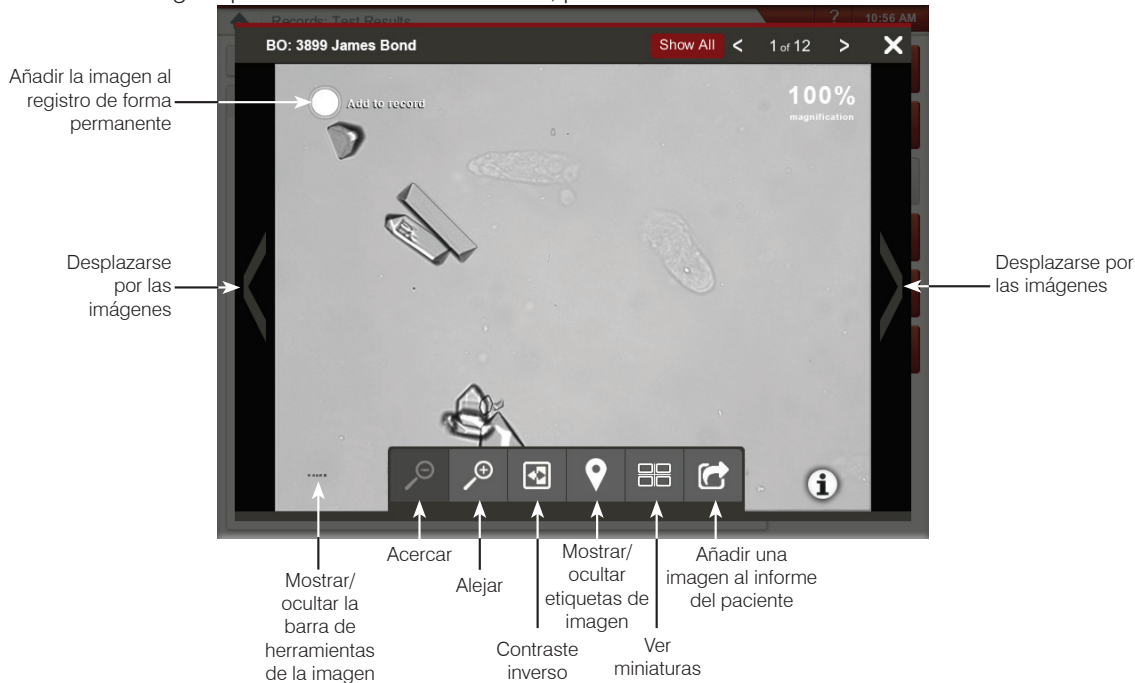 Records: Test Results ? 10:56 AM
BO: 3899 James Bond Show All < 1 of 12 > X
Añadir la imagen al
registro de forma
permanente
Add to record
100%
magnification
Desplazarse
por las
imágenes
Desplazarse por
las imágenes
Mostrar/
ocultar la
barra de
herramientas
de la imagen
Acercar
Alejar
Contraste
inverso
Mostrar/
ocultar
etiquetas de
imagen
Ver
miniaturas
Añadir una
imagen al informe
del paciente